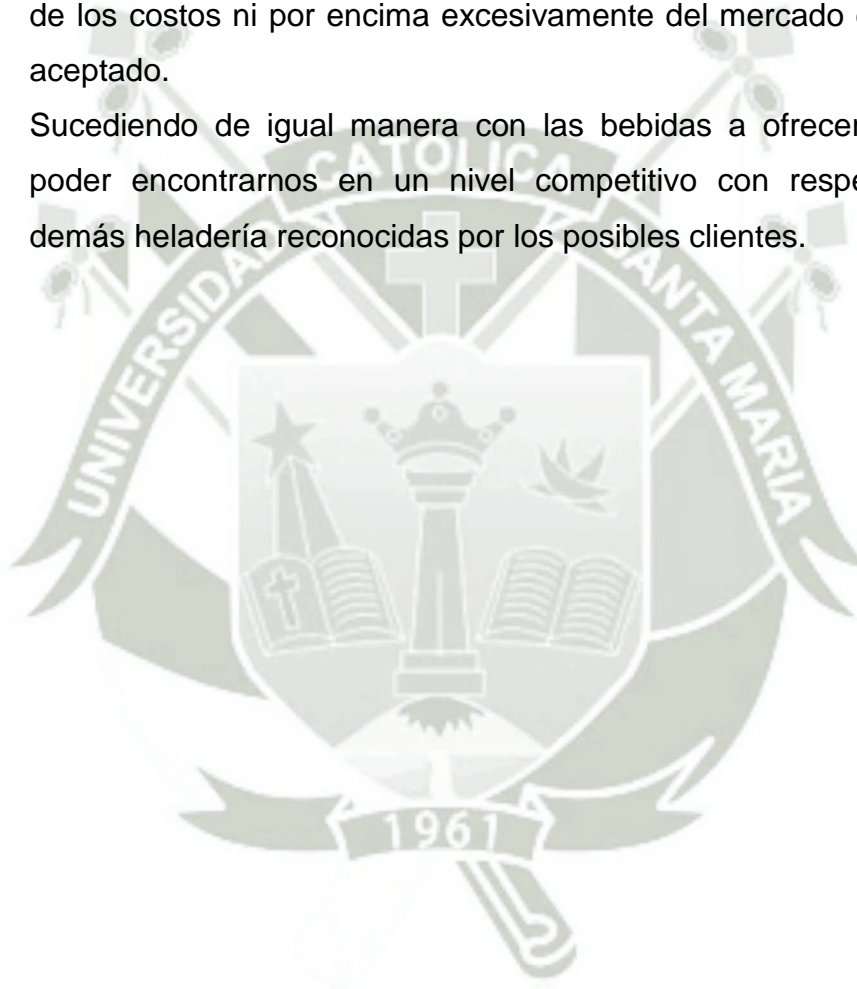 de los costos ni por encima excesivamente del mercado
aceptado.
Sucediendo de igual manera con las bebidas a ofrecer
poder encontrarnos en un nivel competitivo con
demás heladería reconocidas por los posibles clientes.
UNIVERSIDAD CATOLICA SANTA MARIA
1961